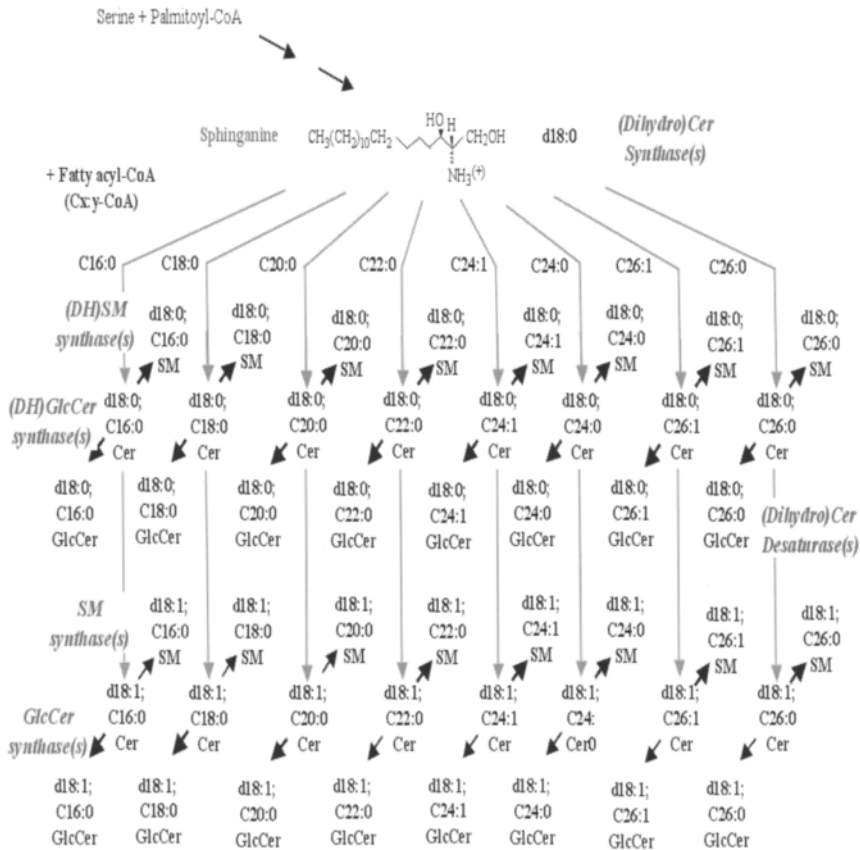 Serine + Palmitoyl-CoA
Sphinganine
CH₃(CH₂)₁₀CH₂
HO H
CH₂OH
NH₃(+)
d18:0
(Dihydro)Cer
Synthase(s)
+ Fatty acyl-CoA
(Cx:y-CoA)
C16:0 C18:0 C20:0 C22:0 C24:1 C24:0 C26:1 C26:0
(DH)SM
synthase(s)
d18:0; d18:0; d18:0; d18:0; d18:0; d18:0; d18:0; d18:0;
C16:0 C18:0 C20:0 C22:0 C24:1 C24:0 C26:1 C26:0
SM SM SM SM SM SM SM SM
(DH)GlcCer
synthase(s)
d18:0; d18:0; d18:0; d18:0; d18:0; d18:0; d18:0; d18:0;
C16:0 C18:0 C20:0 C22:0 C24:1 C24:0 C26:1 C26:0
Cer Cer Cer Cer Cer Cer Cer Cer
d18:0; d18:0; d18:0; d18:0; d18:0; d18:0; d18:0; d18:0;
C16:0 C18:0 C20:0 C22:0 C24:1 C24:0 C26:1 C26:0
GlcCer GlcCer GlcCer GlcCer GlcCer GlcCer GlcCer GlcCer
(Dihydro)Cer
Desaturase(s)
SM
synthase(s)
d18:1; d18:1; d18:1; d18:1; d18:1; d18:1; d18:1; d18:1;
C16:0 C18:0 C20:0 C22:0 C24:1 C24:0 C26:1 C26:0
SM SM SM SM SM SM SM SM
GlcCer
synthase(s)
d18:1; d18:1; d18:1; d18:1; d18:1; d18:1; d18:1; d18:1;
C16:0 C18:0 C20:0 C22:0 C24:1 C24: C26:1 C26:0
Cer Cer Cer Cer Cer Cer0 Cer Cer
d18:1; d18:1; d18:1; d18:1; d18:1; d18:1; d18:1; d18:1;
C16:0 C18:0 C20:0 C22:0 C24:1 C24:0 C26:1 C26:0
GlcCer GlcCer GlcCer GlcCer GlcCer GlcCer GlcCer GlcCer